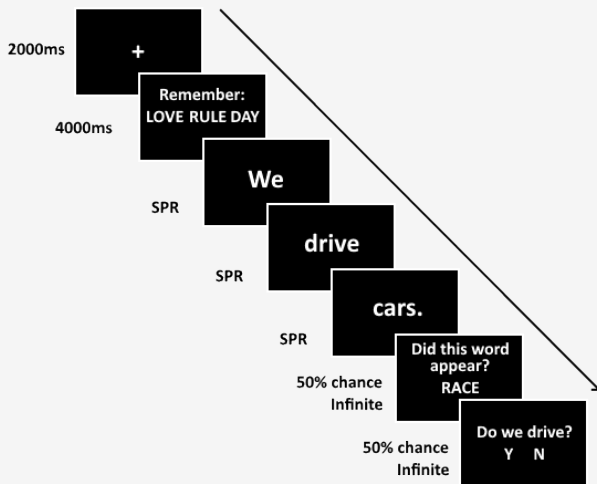 2000ms
+
Remember:
LOVE RULE DAY
4000ms
We
SPR
drive
SPR
cars.
SPR
Did this word
appear?
RACE
50% chance
Infinite
Do we drive?
Y N
50% chance
Infinite